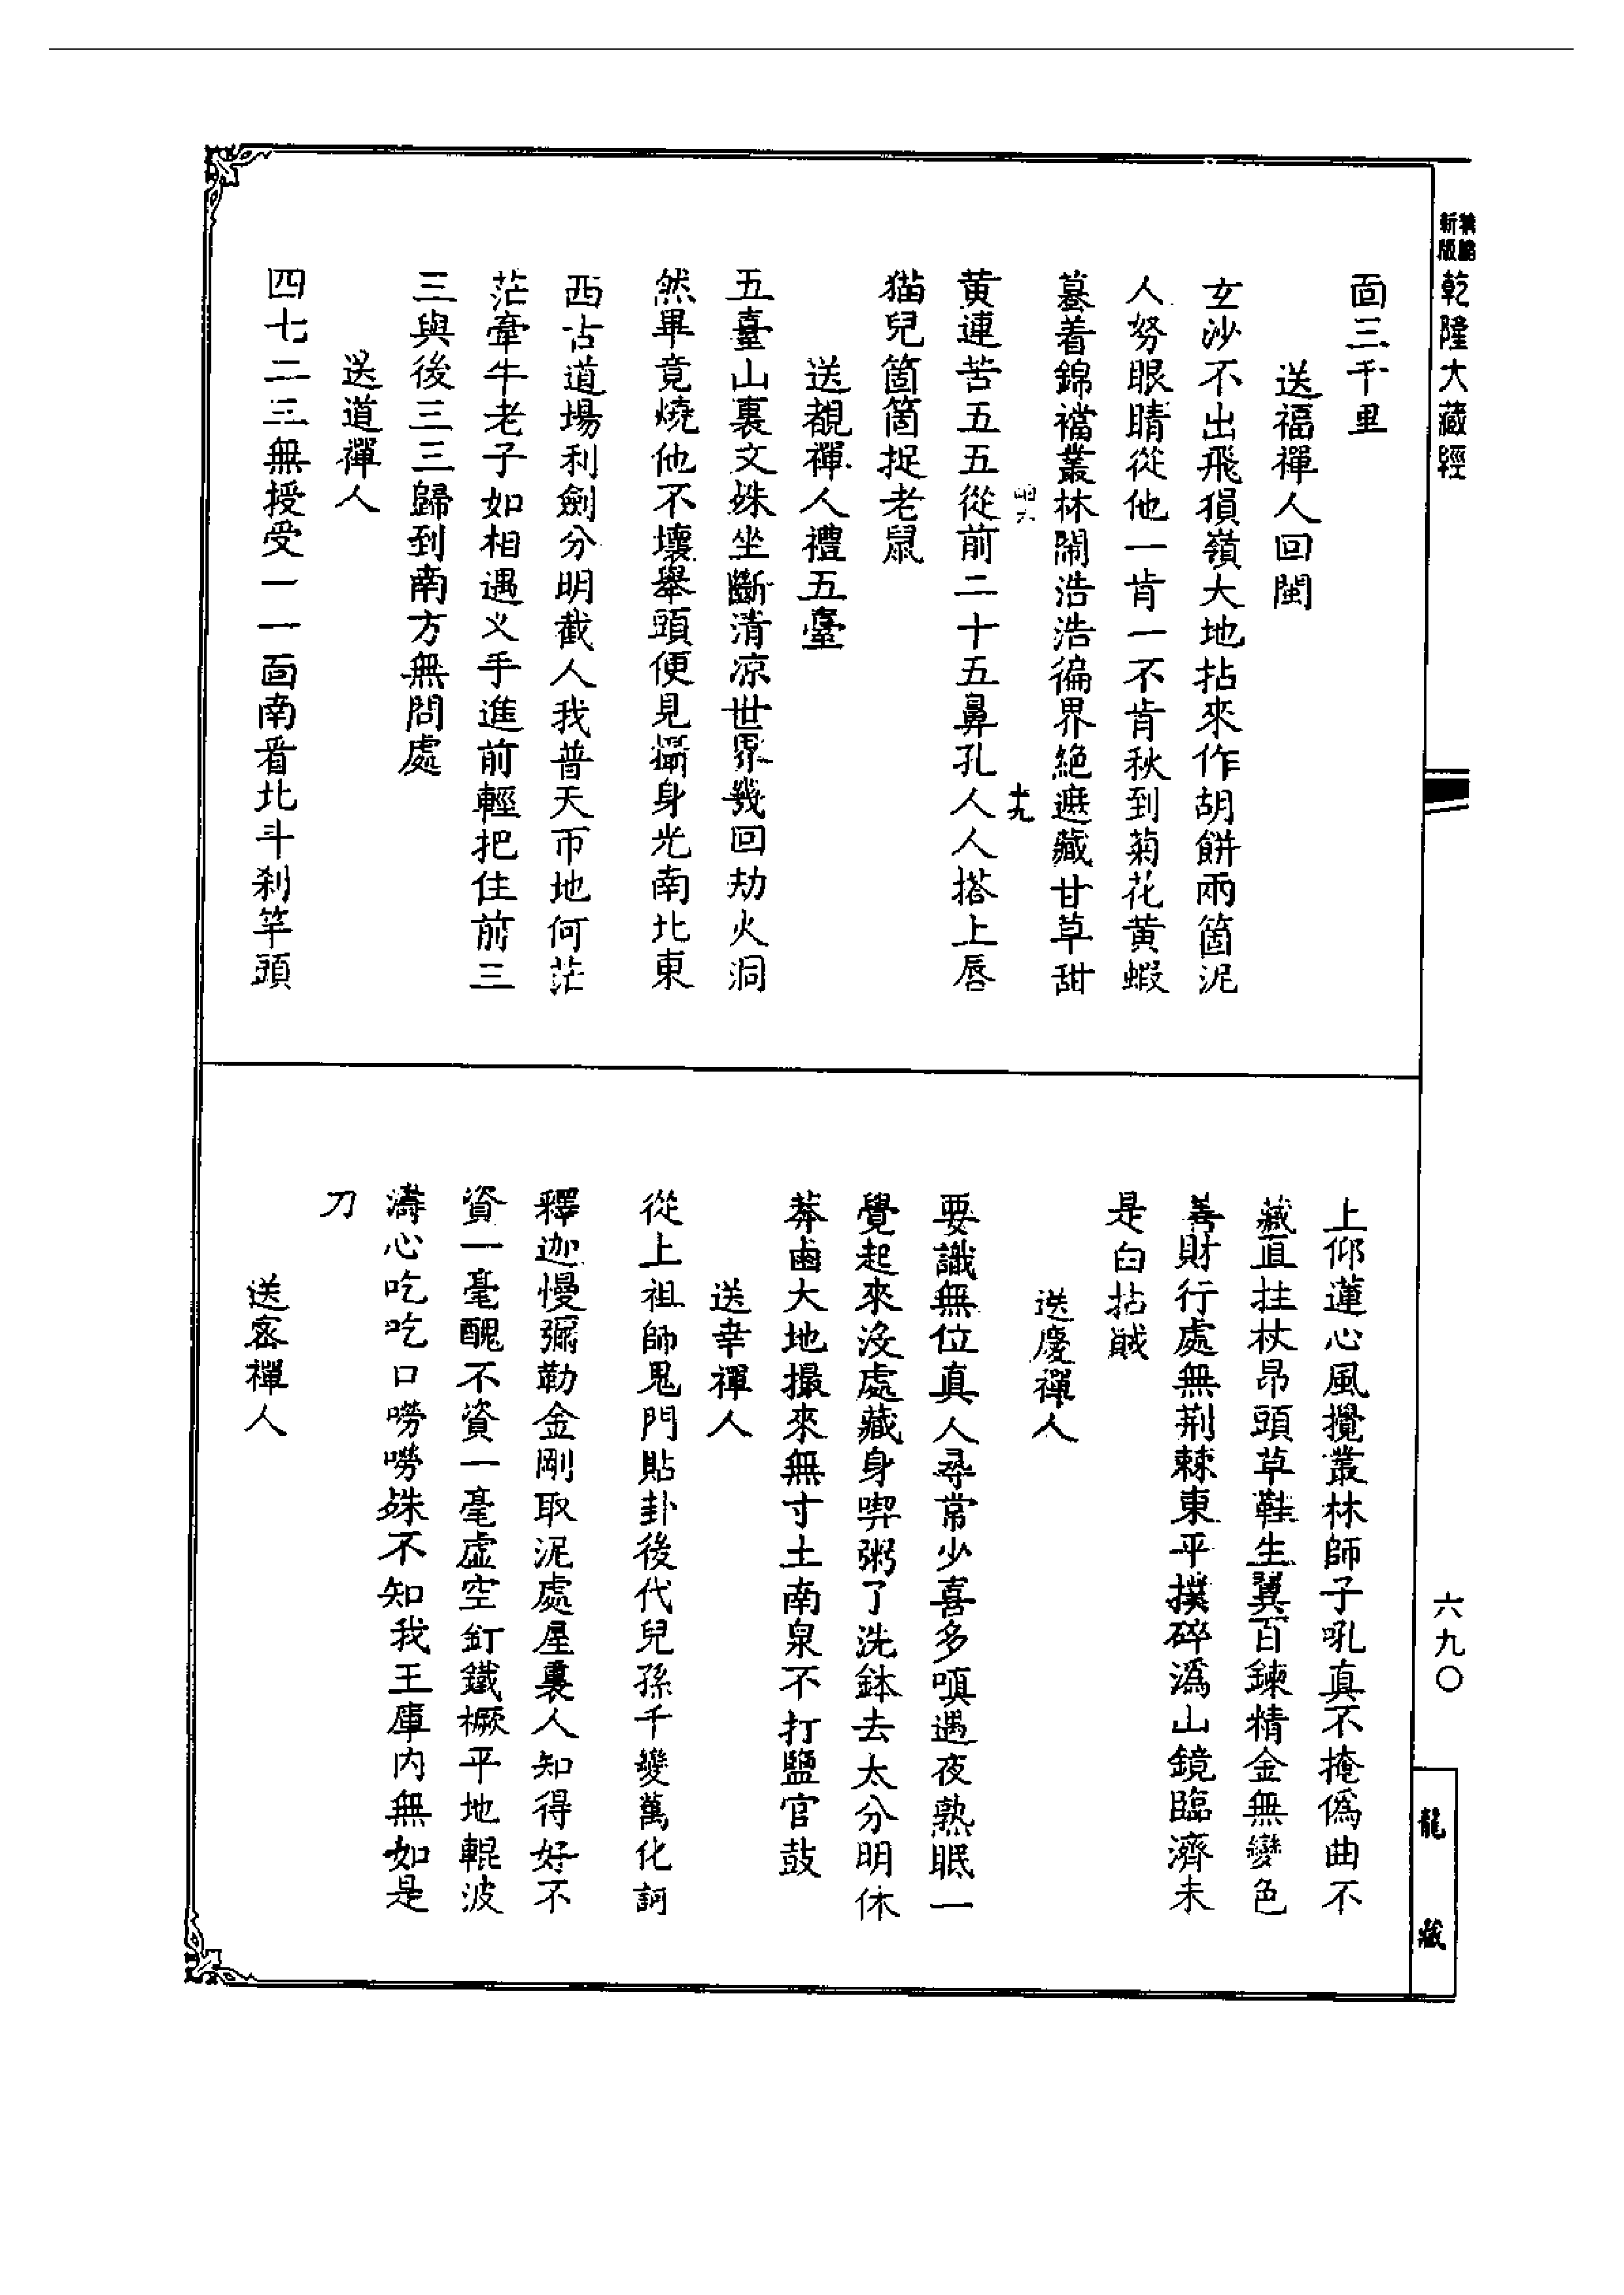 精縮新版
乾隆大藏經
面三千里
送福禪人回閩
玄沙不出飛猿嶺大地拈來作胡餅兩箇泥
人努眼睛從他一肯一不肯秋到菊花黃蝦
蟇着錦襠叢林鬧浩浩徧界絕遮藏甘草甜
十九
黃連苦五五從前二十五鼻孔人人搭上唇
猫兒箇箇捉老鼠
送覩禪人禮五臺
五臺山裏文殊坐斷清凉世界幾回劫火洞
然畢竟燒他不壞舉頭便見攝身光南北東
西古道場利劍分明截人我普天帀地何茫
茫牽牛老子如相遇乂手進前輕把住前三
三與後三三歸到南方無問處
送道禪人
四七二三無授受一一面南看北斗剎竿頭
上仰蓮心風攪叢林師子吼真不掩偽曲不
藏直拄杖昂頭草鞋生翼百鍊精金無變色
善財行處無荆棘東平撲碎溈山鏡臨濟未
是白拈賊
送慶禪人
要識無位真人尋常少喜多嗔遇夜熟眠一
覺起來沒處藏身喫粥了洗鉢去太分明休
莽鹵大地撮來無寸土南泉不打鹽官鼓
送幸禪人
從上祖師鬼門貼卦後代兒孫千變萬化訶
釋迦慢彌勒金剛取泥處屋裏人知得好不
資一毫醜不資一毫虛空釘鐵橛平地輥波
濤心吃吃口嘮嘮殊不知我王庫內無如是
刀
送密禪人
六九〇
龍藏